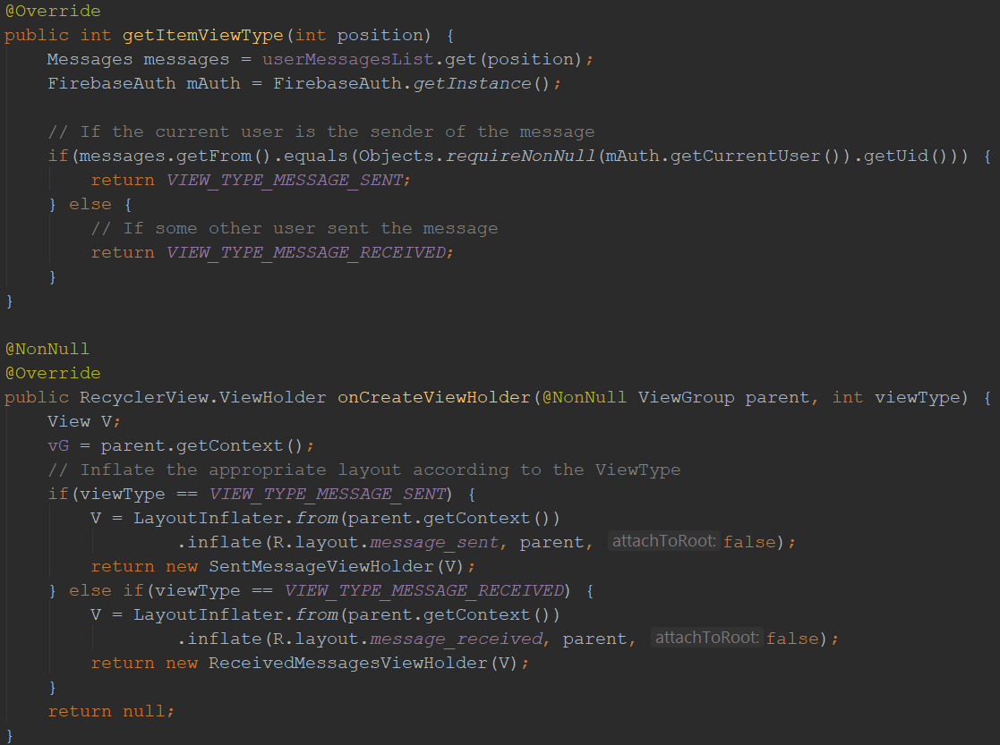 @Override
public int getItemViewType(int position) {
    Messages messages = userMessagesList.get(position);
    FirebaseAuth mAuth = FirebaseAuth.getInstance();

    // If the current user is the sender of the message
    if(messages.getFrom().equals(Objects.requireNonNull(mAuth.getCurrentUser()).getUid())) {
        return VIEW_TYPE_MESSAGE_SENT;
    } else {
        // If some other user sent the message
        return VIEW_TYPE_MESSAGE_RECEIVED;
    }
}

@NonNull
@Override
public RecyclerView.ViewHolder onCreateViewHolder(@NonNull ViewGroup parent, int viewType) {
    View V;
    vG = parent.getContext();
    // Inflate the appropriate layout according to the ViewType
    if(viewType == VIEW_TYPE_MESSAGE_SENT) {
        V = LayoutInflater.from(parent.getContext())
                .inflate(R.layout.message_sent, parent, attachToRoot: false);
        return new SentMessageViewHolder(V);
    } else if(viewType == VIEW_TYPE_MESSAGE_RECEIVED) {
        V = LayoutInflater.from(parent.getContext())
                .inflate(R.layout.message_received, parent, attachToRoot: false);
        return new ReceivedMessagesViewHolder(V);
    }
    return null;
}